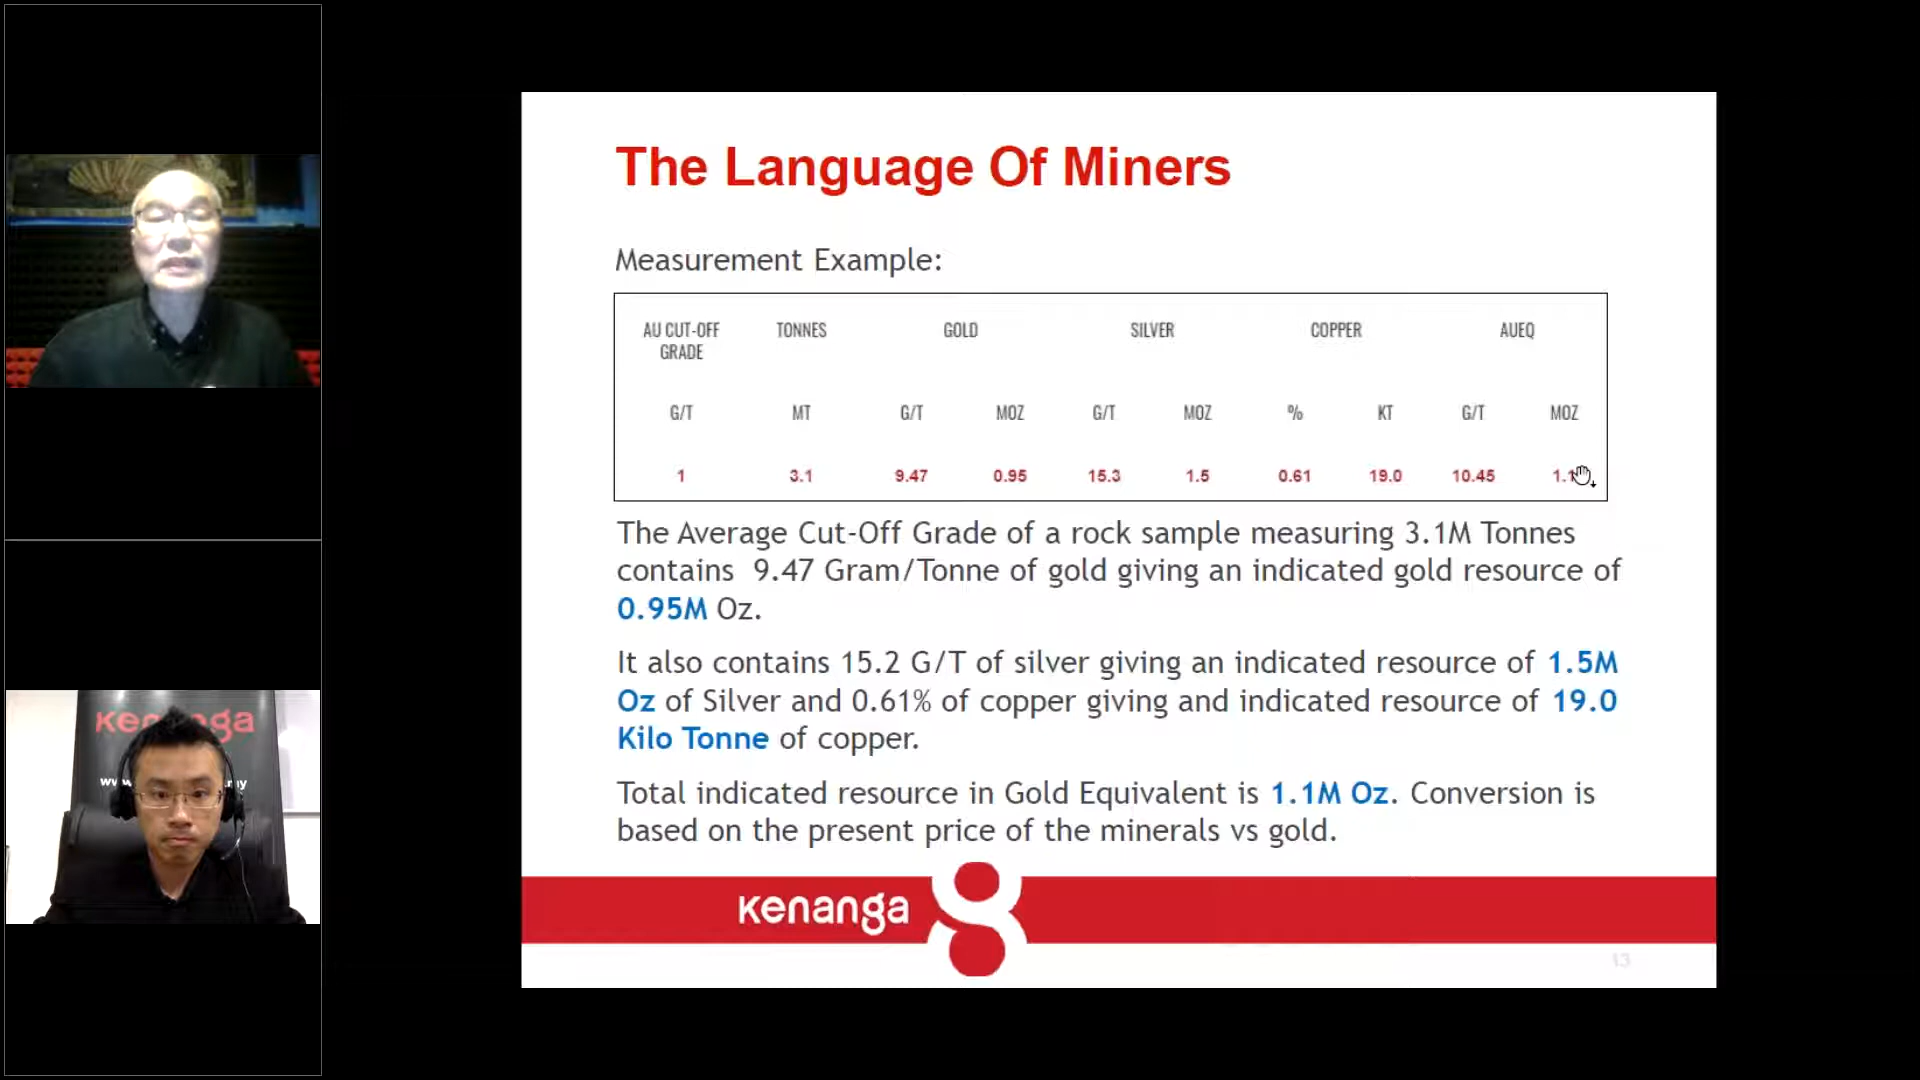 The Language Of Miners
Measurement Example:
AU CUT-OFF TONNES GOLD SILVER COPPER AUEQ
GRADE
G/T MT G/T MOZ G/T MOZ % KT G/T MOZ
1 3.1 9.47 0.95 15.3 1.5 0.61 19.0 10.45
The Average Cut-Off Grade of a rock sample measuring 3.1M Tonnes
contains 9.47 Gram/Tonne of gold giving an indicated gold resource of
0.95M Oz.
It also contains 15.2 G/T of silver giving an indicated resource of 1.5M
Oz of Silver and 0.61% of copper giving and indicated resource of 19.0
Kilo Tonne of copper.
Total indicated resource in Gold Equivalent is 1.1M Oz. Conversion is
based on the present price of the minerals vs gold.
kenanga
13